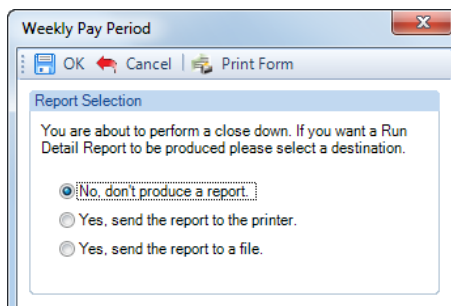 Weekly Pay Period
OK Cancel Print Form
Report Selection
You are about to perform a close down. If you want a Run
Detail Report to be produced please select a destination.
No, don't produce a report.
Yes, send the report to the printer.
Yes, send the report to a file.